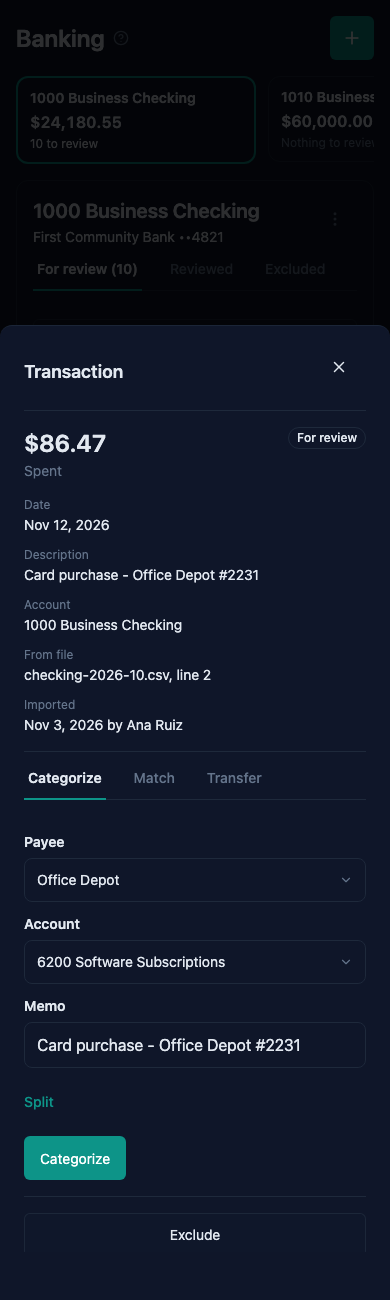 Banking
1000 Business Checking
$24,180.55
10 to review
1010 Business
$60,000.00
Nothing to review
1000 Business Checking
First Community Bank ••4821
For review (10)
Reviewed
Excluded
Transaction
$86.47
For review
Spent
Date
Nov 12, 2026
Description
Card purchase - Office Depot #2231
Account
1000 Business Checking
From file
checking-2026-10.csv, line 2
Imported
Nov 3, 2026 by Ana Ruiz
Categorize
Match
Transfer
Payee
Office Depot
Account
6200 Software Subscriptions
Memo
Card purchase - Office Depot #2231
Split
Categorize
Exclude